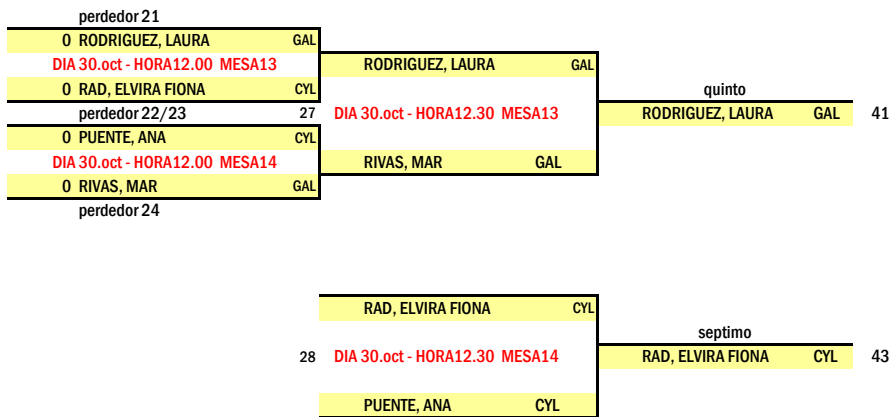 perdedor 21
0 RODRIGUEZ, LAURA GAL
DIA 30.oct - HORA12.00 MESA13 RODRIGUEZ, LAURA GAL
0 RAD, ELVIRA FIONA CYL quinto
perdedor 22/23 27 DIA 30.oct - HORA12.30 MESA13 RODRIGUEZ, LAURA GAL 41
0 PUENTE, ANA CYL
DIA 30.oct - HORA12.00 MESA14 RIVAS, MAR GAL
0 RIVAS, MAR GAL
perdedor 24
RAD, ELVIRA FIONA CYL
septimo
28 DIA 30.oct - HORA12.30 MESA14 RAD, ELVIRA FIONA CYL 43
PUENTE, ANA CYL